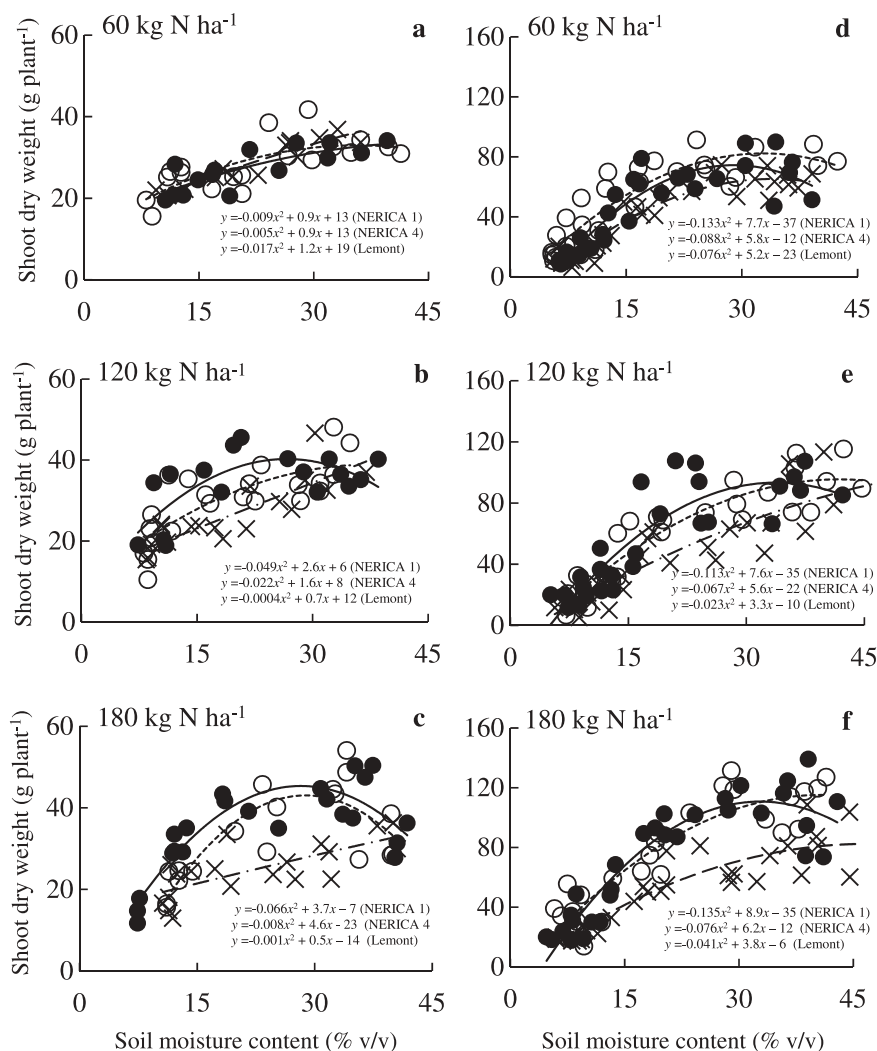 60 kg N ha-1 a
Shoot dry weight (g plant-1)
60
40
20
0
y=-0.009x² + 0.9x + 13 (NERICA 1)
y=-0.005x² + 0.9x + 13 (NERICA 4)
y=-0.017x² + 1.2x + 19 (Lemont)
0 15 30 45
60 kg N ha-1 d
160
120
80
40
0
y=-0.133x² + 7.7x − 37 (NERICA 1)
y=-0.088x² + 5.8x − 12 (NERICA 4)
y=-0.076x² + 5.2x − 23 (Lemont)
0 15 30 45
120 kg N ha-1 b
Shoot dry weight (g plant-1)
60
40
20
0
y=-0.049x² + 2.6x + 6 (NERICA 1)
y=-0.022x² + 1.6x + 8 (NERICA 4
y=-0.0004x² + 0.7x + 12 (Lemont)
0 15 30 45
120 kg N ha-1 e
160
120
80
40
0
y=-0.113x² + 7.6x − 35 (NERICA 1)
y=-0.067x² + 5.6x − 22 (NERICA 4)
y=-0.023x² + 3.3x − 10 (Lemont)
0 15 30 45
180 kg N ha-1 c
Shoot dry weight (g plant-1)
60
40
20
0
y=-0.066x² + 3.7x − 7 (NERICA 1)
y=-0.008x² + 4.6x − 23 (NERICA 4
y=-0.001x² + 0.5x − 14 (Lemont)
0 15 30 45
Soil moisture content (% v/v)
180 kg N ha-1 f
160
120
80
40
0
y=-0.135x² + 8.9x − 35 (NERICA 1)
y=-0.076x² + 6.2x − 12 (NERICA 4)
y=-0.041x² + 3.8x − 6 (Lemont)
0 15 30 45
Soil moisture content (% v/v)